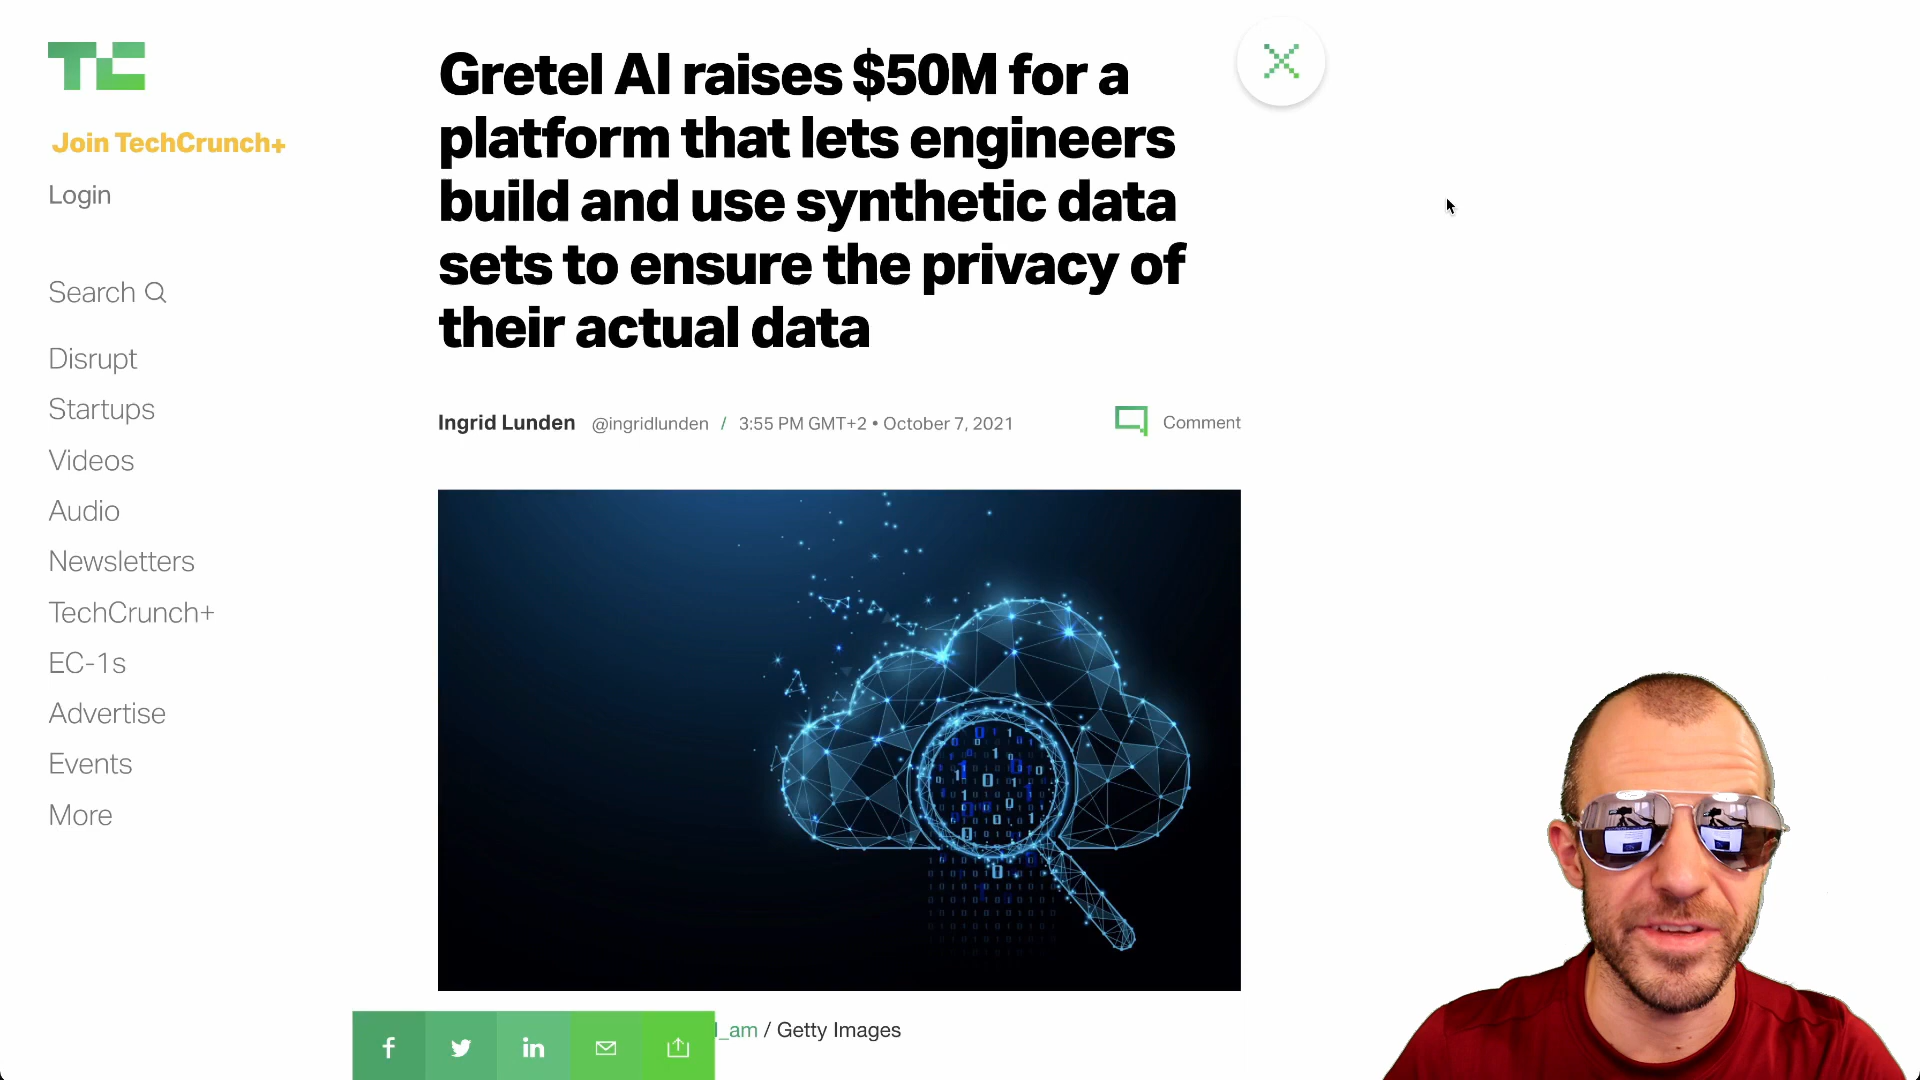 TC
Join TechCrunch+
Login
Search
Disrupt
Startups
Videos
Audio
Newsletters
TechCrunch+
EC-1s
Advertise
Events
More
Gretel AI raises $50M for a
platform that lets engineers
build and use synthetic data
sets to ensure the privacy of
their actual data
Ingrid Lunden @ingridlunden / 3:55 PM GMT+2 • October 7, 2021
Comment
_am / Getty Images